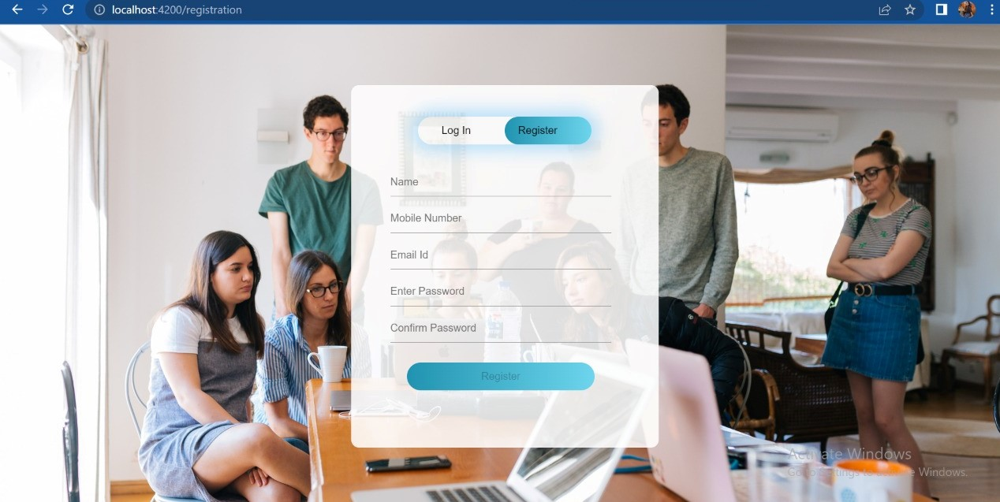 localhost:4200/registration
Log In
Register
Name
Mobile Number
Email Id
Enter Password
Confirm Password
Register
Activate Windows
Go to Settings to activate Windows.